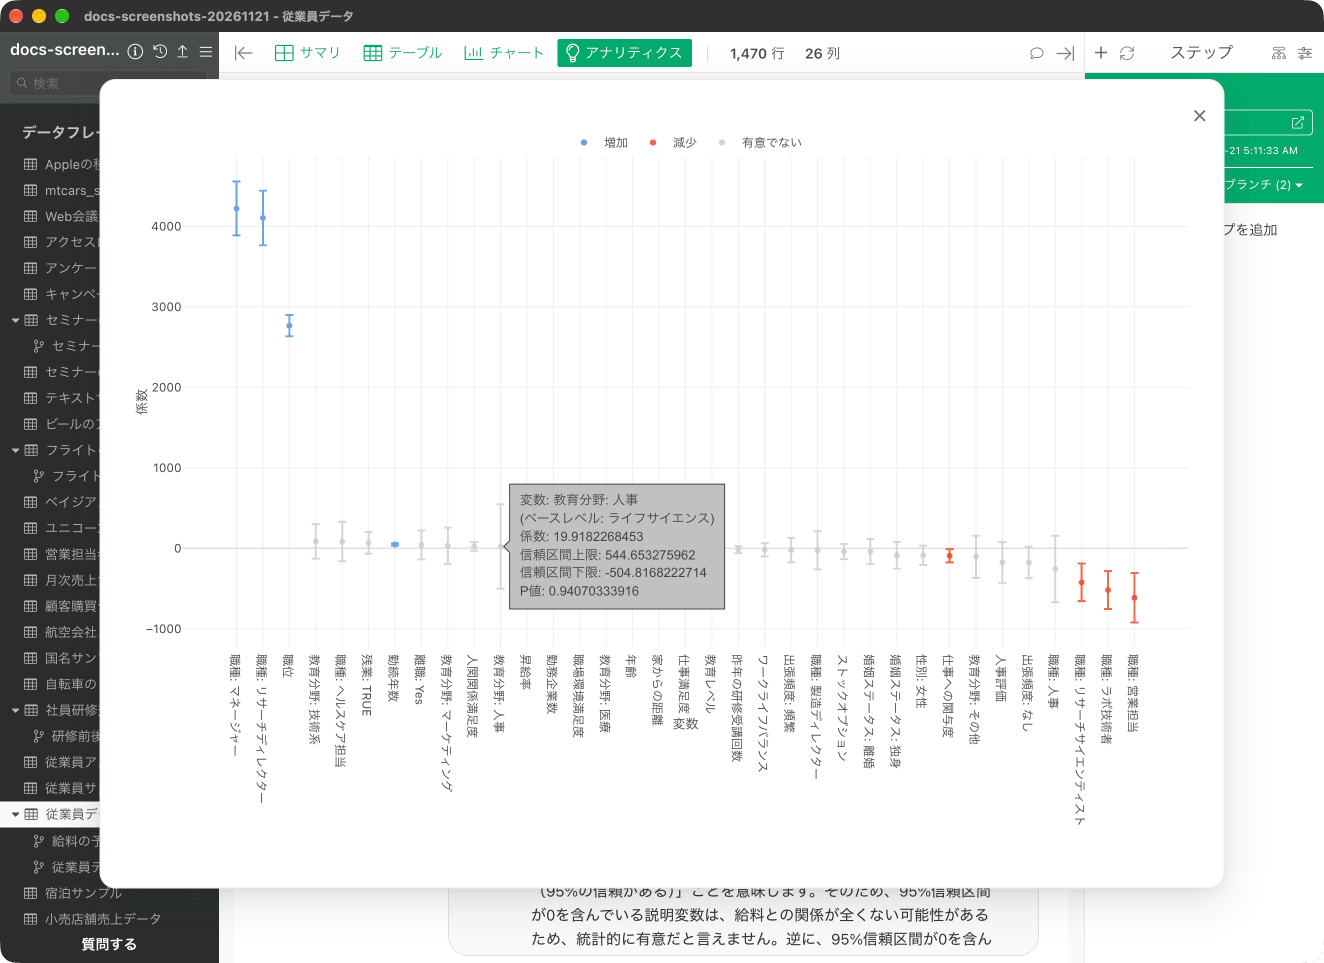 docs-screenshots-20261121 - 従業員データ
docs-screen...
サマリ
テーブル
チャート
アナリティクス
1,470 行
26 列
ステップ
検索
データフレー
Appleの
mtcars_s
Web会議
アクセス
アンケー
キャンペー
セミナー
セミナー
セミナー
テキスト
ビールの
フライト
フライト
ベイジア
ユニコー
営業担当
月次売上
顧客購買
航空会社
国名サン
自転車の
社員研修
研修前後
従業員ア
従業員サ
従業員デー
給料の予
従業員デ
宿泊サンプル
小売店舗売上データ
質問する
-21 5:11:33 AM
ブランチ (2)
プを追加
増加
減少
有意でない
係数
4000
3000
2000
1000
0
−1000
変数: 教育分野: 人事
(ベースレベル: ライフサイエンス)
係数: 19.9182268453
信頼区間上限: 544.653275962
信頼区間下限: -504.8168222714
P値: 0.94070333916
職種: マネージャー
職種: リサーチディレクター
職位
教育分野: 技術系
職種: ヘルスケア担当
残業: TRUE
勤続年数
離職: Yes
教育分野: マーケティング
人間関係満足度
教育分野: 人事
昇給率
勤務企業数
職場環境満足度
教育分野: 医療
年齢
家からの距離
仕事満足度
教育レベル
昨年の研修受講回数
ワークライフバランス
出張頻度: 頻繁
職種: 製造ディレクター
ストックオプション
婚姻ステータス: 離婚
婚姻ステータス: 独身
性別: 女性
仕事への関与度
教育分野: その他
人事評価
出張頻度: なし
職種: 人事
職種: リサーチサイエンティスト
職種: ラボ技術者
職種: 営業担当
変数
（95%の信頼がある）」ことを意味します。そのため、95%信頼区間
が0を含んでいる説明変数は、給料との関係が全くない可能性がある
ため、統計的に有意だと言えません。逆に、95%信頼区間が0を含ん